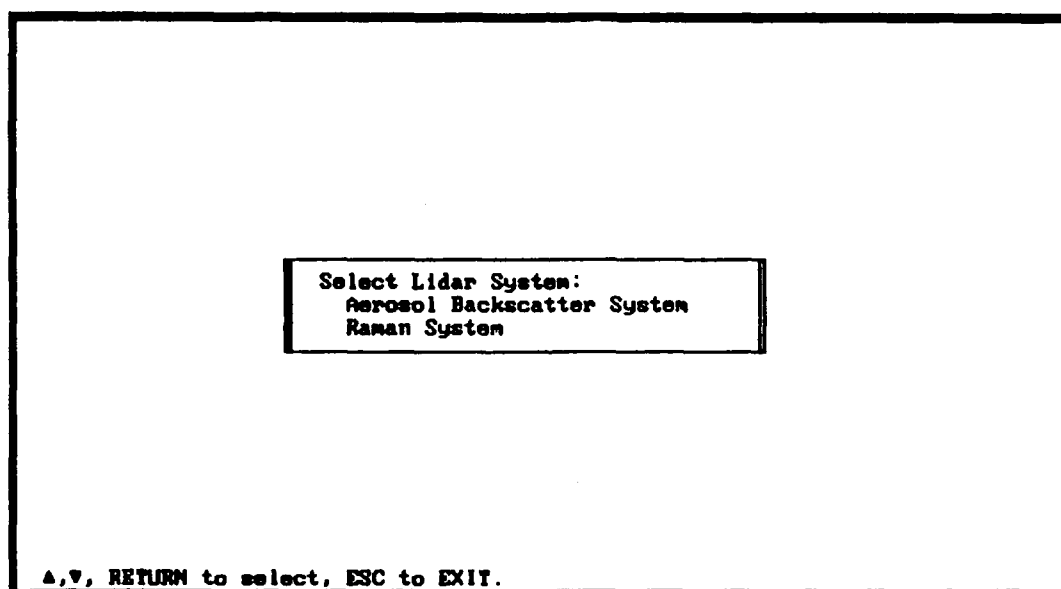 Select Lidar System:
Aerosol Backscatter System
Raman System
▲,▼, RETURN to select, ESC to EXIT.